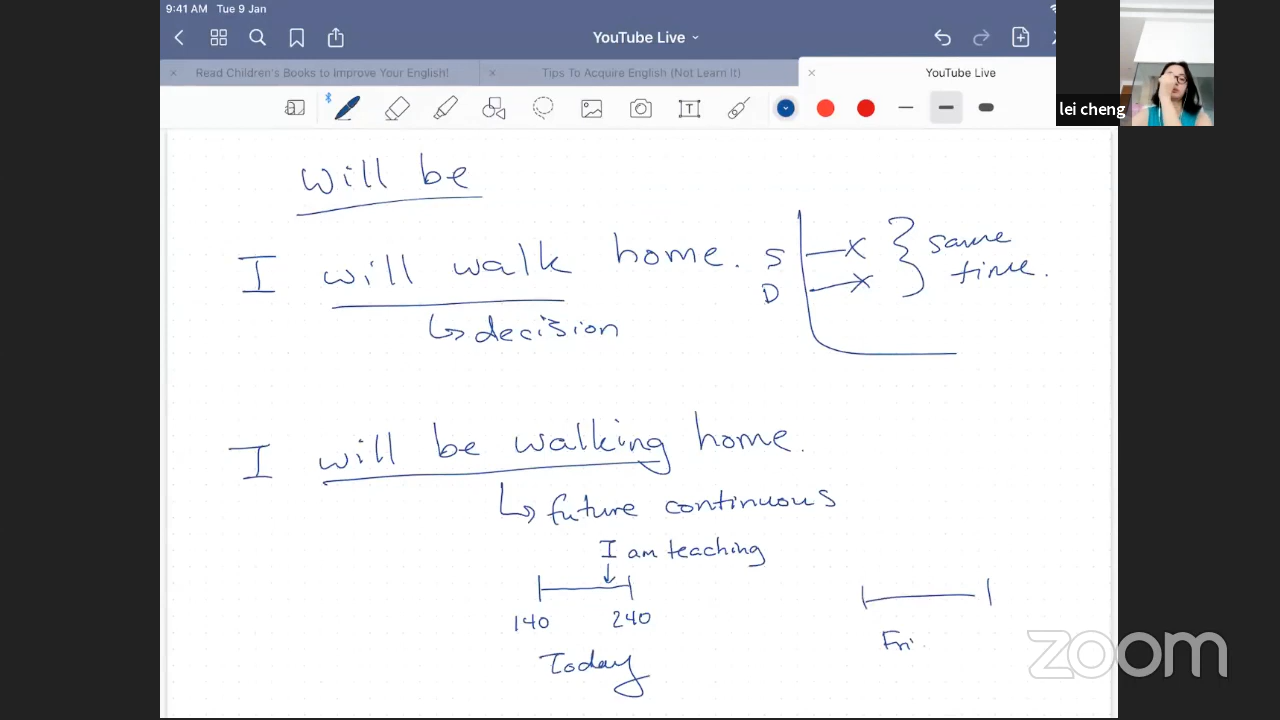 9:41 AM Tue 9 Jan
YouTube Live
Read Children's Books to Improve Your English!
Tips To Acquire English (Not Learn It)
YouTube Live
lei cheng
will be
I will walk home.
S
D
same
time.
decision
I will be walking home.
future continuous
I am teaching
140
240
Today
Fri.
zoom